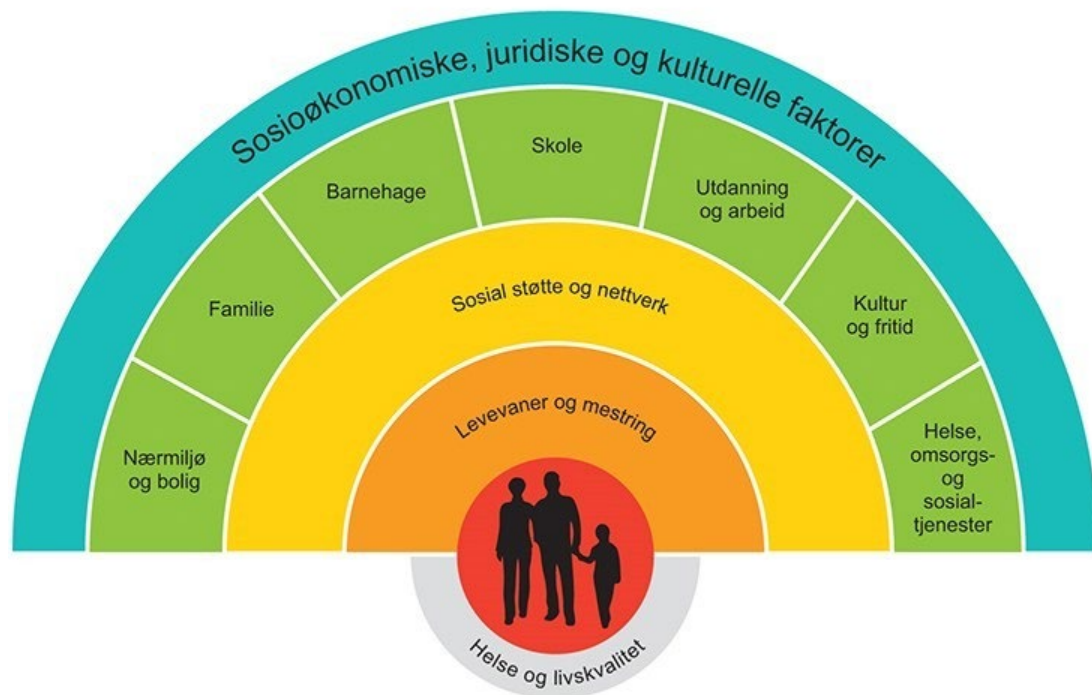 Sosioøkonomiske, juridiske og kulturelle faktorer
Nærmiljø
og bolig
Familie
Barnehage
Skole
Utdanning
og arbeid
Kultur
og fritid
Helse,
omsorgs-
og
sosial-
tjenester
Sosial støtte og nettverk
Levevaner og mestring
Helse og livskvalitet